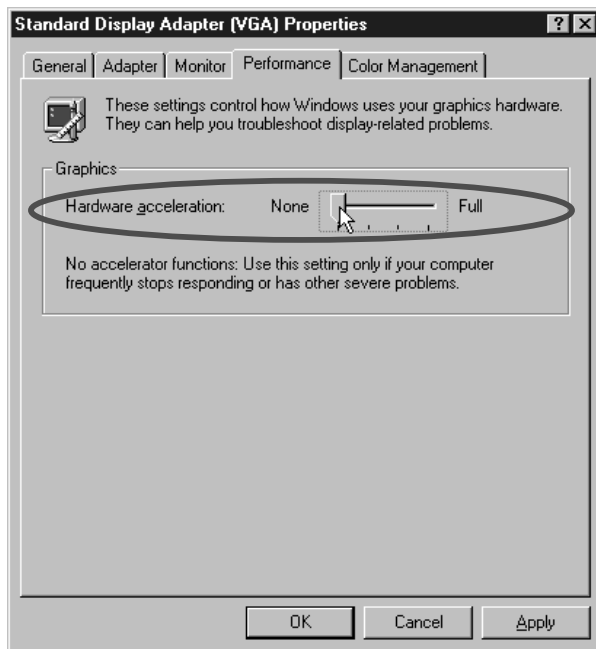 Standard Display Adapter (VGA) Properties
General Adapter Monitor Performance Color Management
These settings control how Windows uses your graphics hardware.
They can help you troubleshoot display-related problems.
Graphics
Hardware acceleration: None Full
No accelerator functions: Use this setting only if your computer
frequently stops responding or has other severe problems.
OK Cancel Apply